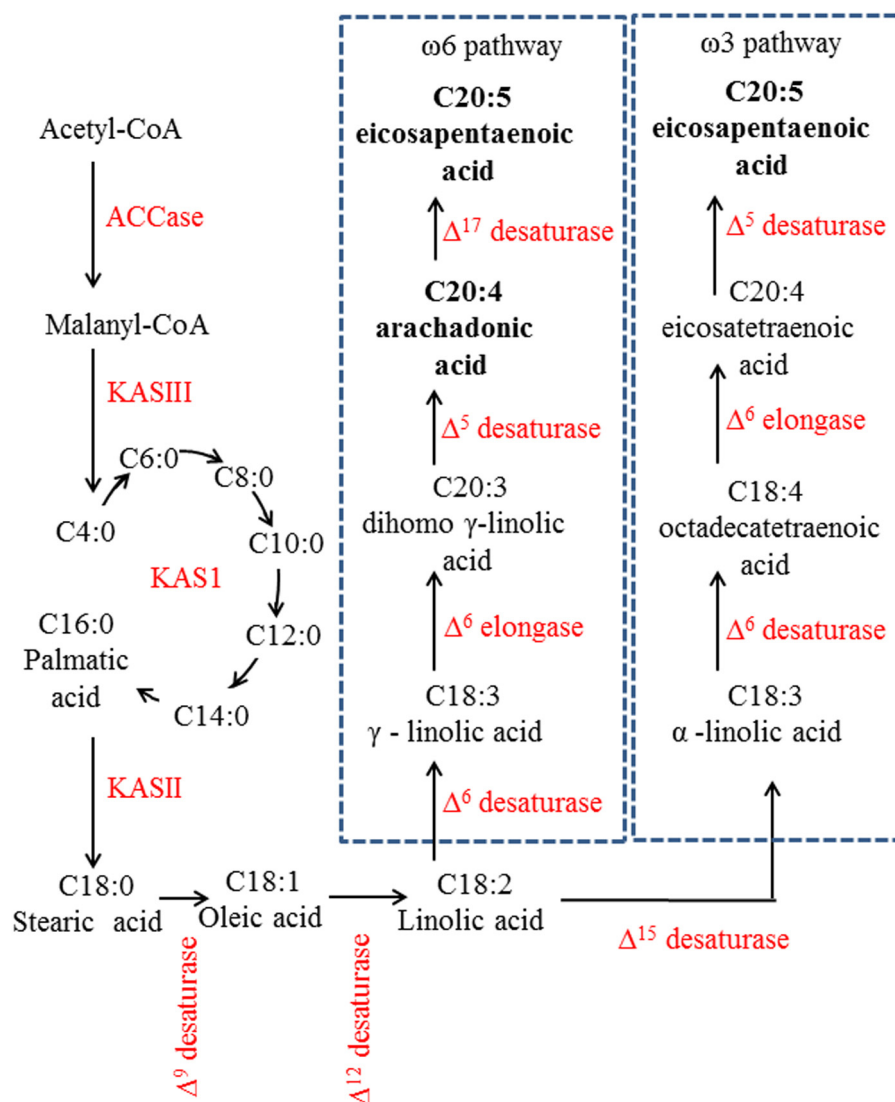 Acetyl-CoA
ACCase
Malanyl-CoA
KASIII
C4:0
C6:0
C8:0
C10:0
KAS1
C12:0
C14:0
C16:0
Palmatic
acid
KASII
C18:0
Stearic acid
Δ⁹ desaturase
C18:1
Oleic acid
Δ¹² desaturase
C18:2
Linolic acid
Δ¹⁵ desaturase
ω6 pathway
C20:5
eicosapentaenoic
acid
Δ¹⁷ desaturase
C20:4
arachadonic
acid
Δ⁵ desaturase
C20:3
dihomo γ-linolic
acid
Δ⁶ elongase
C18:3
γ - linolic acid
Δ⁶ desaturase
ω3 pathway
C20:5
eicosapentaenoic
acid
Δ⁵ desaturase
C20:4
eicosatetraenoic
acid
Δ⁶ elongase
C18:4
octadecatetraenoic
acid
Δ⁶ desaturase
C18:3
α -linolic acid